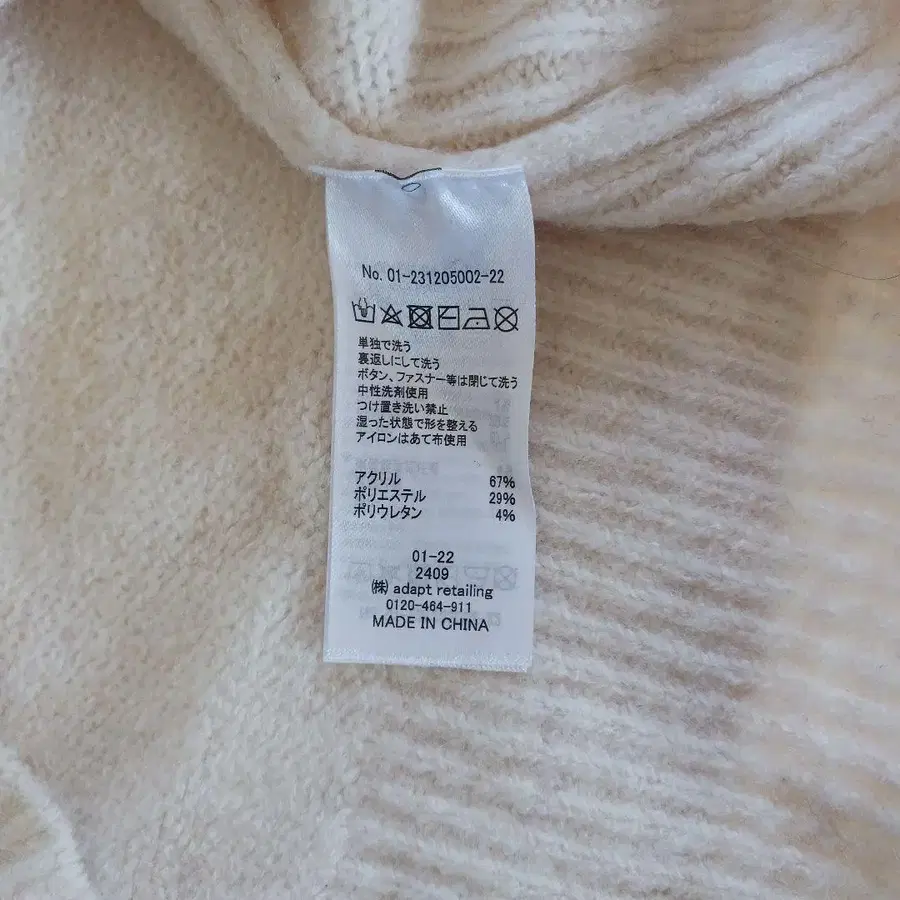 No. 01-231205002-22
単独で洗う
裏返しにして洗う
ボタン、ファスナー等は閉じて洗う
中性洗剤使用
つけ置き洗い禁止
湿った状態で形を整える
アイロンはあて布使用
アクリル 67%
ポリエステル 29%
ポリウレタン 4%
01-22
2409
㈱ adapt retailing
0120-464-911
MADE IN CHINA